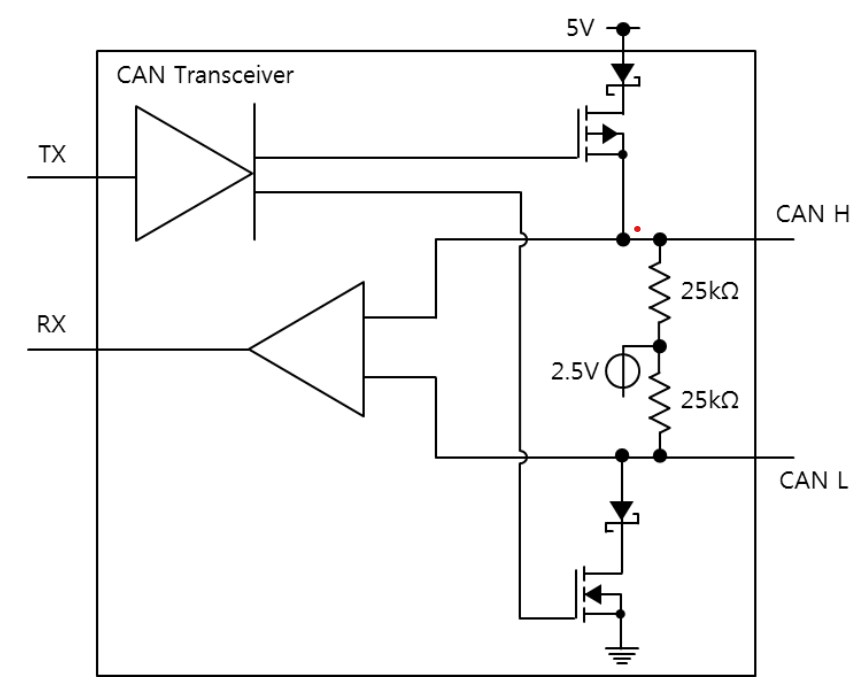 5V
CAN Transceiver
TX
CAN H
25kΩ
RX
2.5V
25kΩ
CAN L